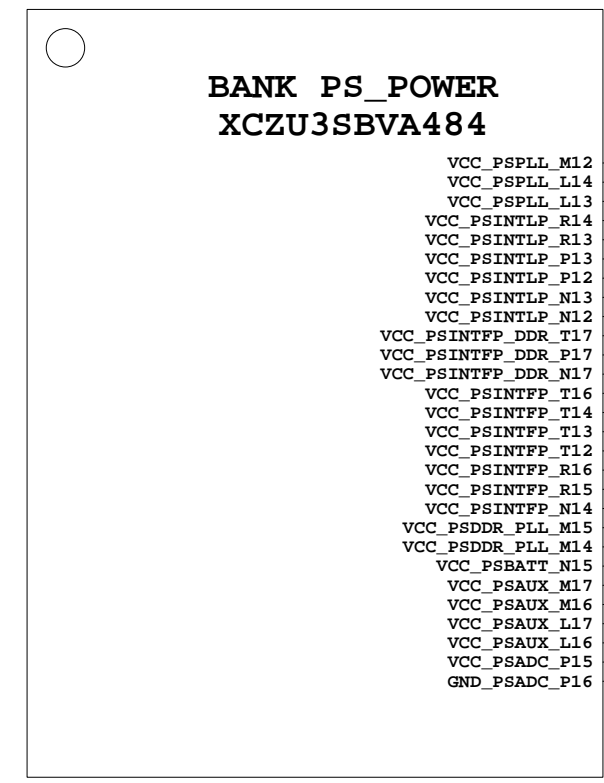 BANK PS_POWER
XCZU3SBVA484
VCC_PSPLL_M12
VCC_PSPLL_L14
VCC_PSPLL_L13
VCC_PSINTLP_R14
VCC_PSINTLP_R13
VCC_PSINTLP_P13
VCC_PSINTLP_P12
VCC_PSINTLP_N13
VCC_PSINTLP_N12
VCC_PSINTFP_DDR_T17
VCC_PSINTFP_DDR_P17
VCC_PSINTFP_DDR_N17
VCC_PSINTFP_T16
VCC_PSINTFP_T14
VCC_PSINTFP_T13
VCC_PSINTFP_T12
VCC_PSINTFP_R16
VCC_PSINTFP_R15
VCC_PSINTFP_N14
VCC_PSDDR_PLL_M15
VCC_PSDDR_PLL_M14
VCC_PSBATT_N15
VCC_PSAUX_M17
VCC_PSAUX_M16
VCC_PSAUX_L17
VCC_PSAUX_L16
VCC_PSADC_P15
GND_PSADC_P16